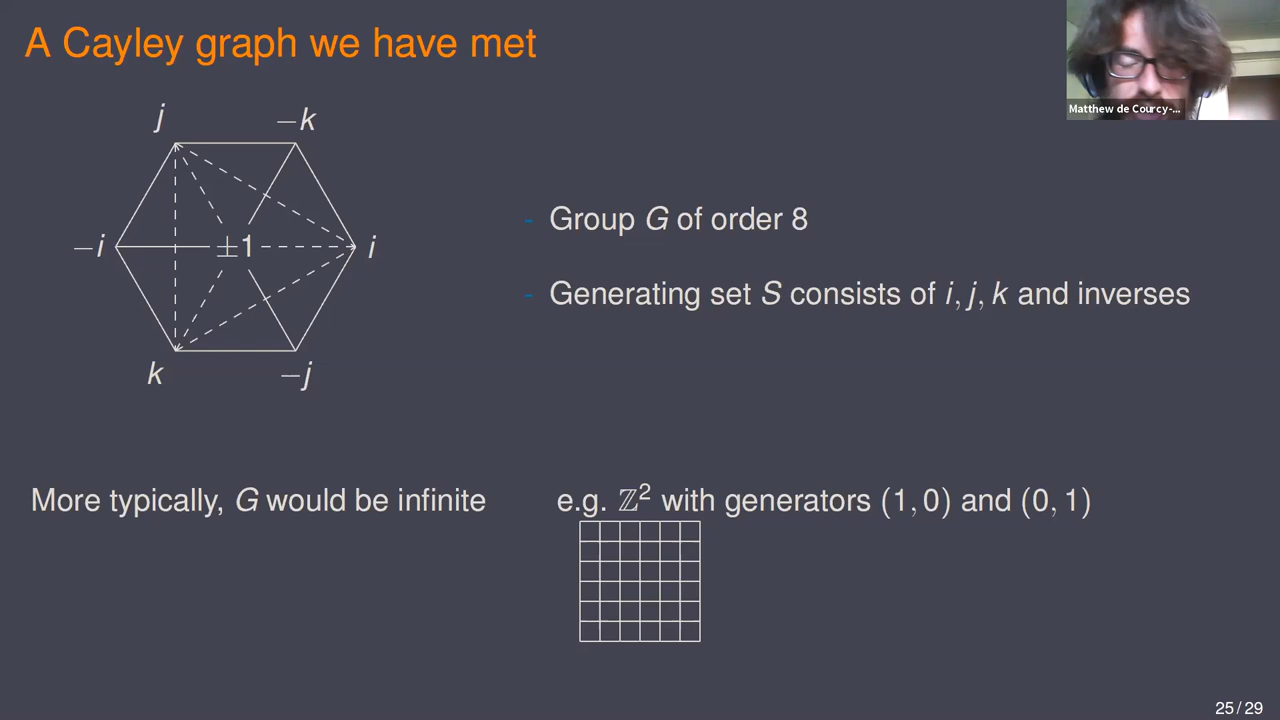 A Cayley graph we have met
Matthew de Courcy-...
j
−k
−i
±1
i
k
−j
- Group G of order 8
- Generating set S consists of i, j, k and inverses
More typically, G would be infinite
e.g. ℤ² with generators (1, 0) and (0, 1)
25 / 29